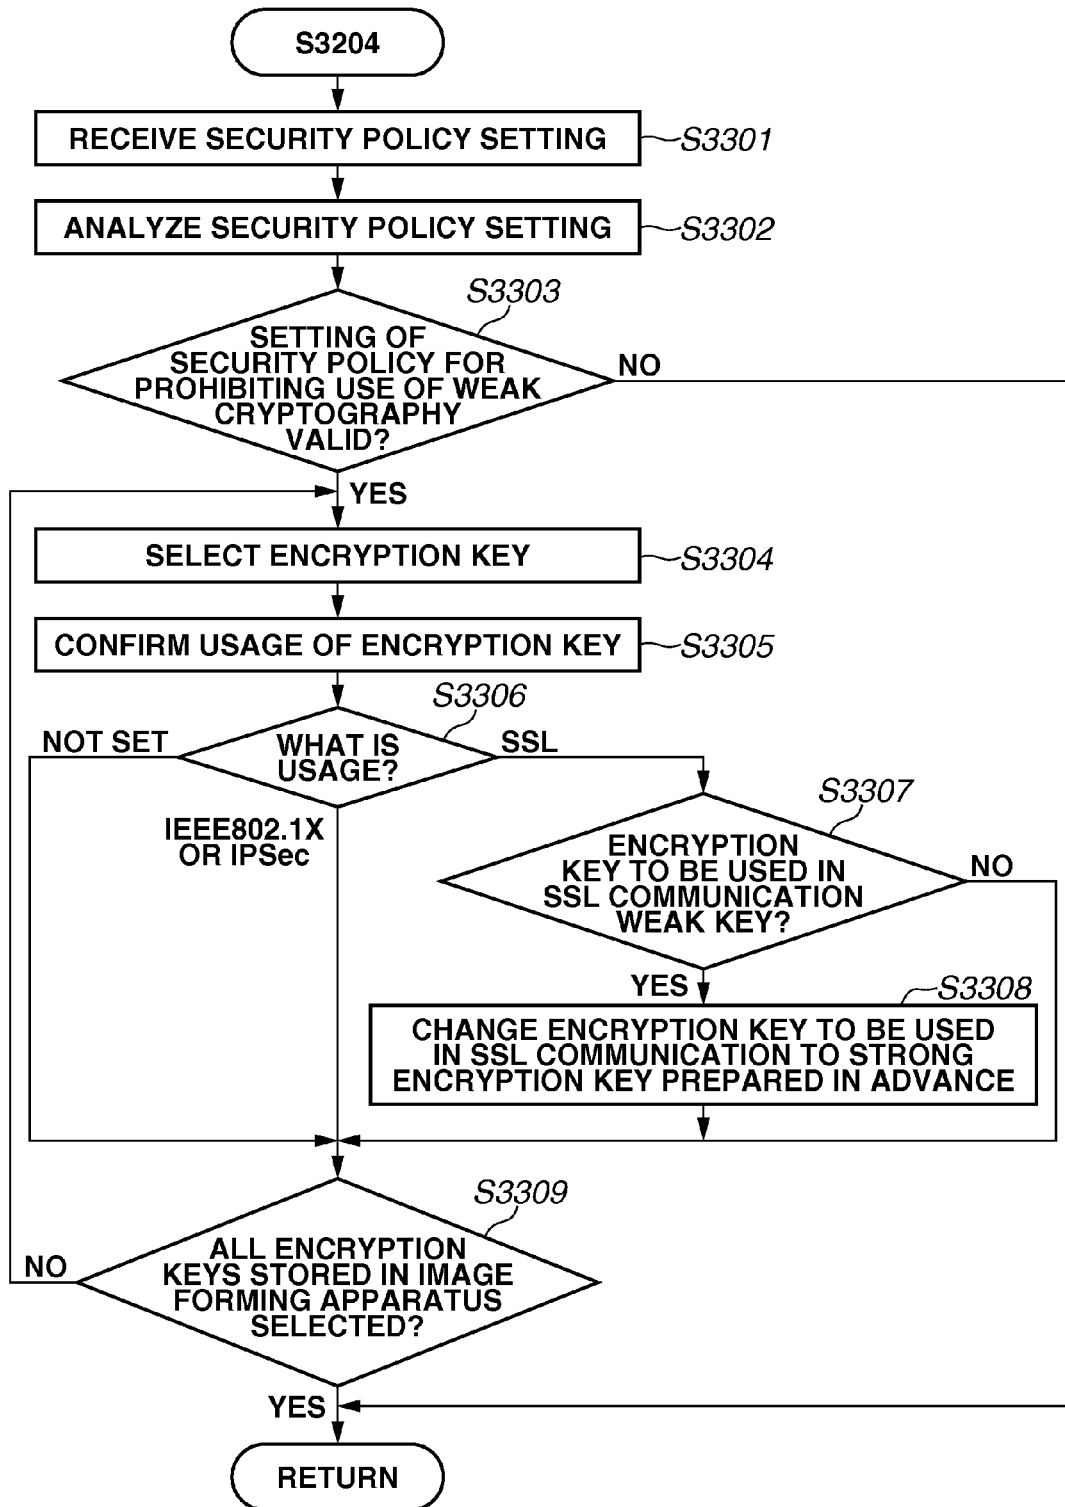 S3204
RECEIVE SECURITY POLICY SETTING
S3301
ANALYZE SECURITY POLICY SETTING
S3302
S3303
SETTING OF
SECURITY POLICY FOR
PROHIBITING USE OF WEAK
CRYPTOGRAPHY
VALID?
NO
YES
SELECT ENCRYPTION KEY
S3304
CONFIRM USAGE OF ENCRYPTION KEY
S3305
S3306
NOT SET
WHAT IS
USAGE?
SSL
IEEE802.1X
OR IPSec
S3307
ENCRYPTION
KEY TO BE USED IN
SSL COMMUNICATION
WEAK KEY?
NO
YES
S3308
CHANGE ENCRYPTION KEY TO BE USED
IN SSL COMMUNICATION TO STRONG
ENCRYPTION KEY PREPARED IN ADVANCE
S3309
NO
ALL ENCRYPTION
KEYS STORED IN IMAGE
FORMING APPARATUS
SELECTED?
YES
RETURN